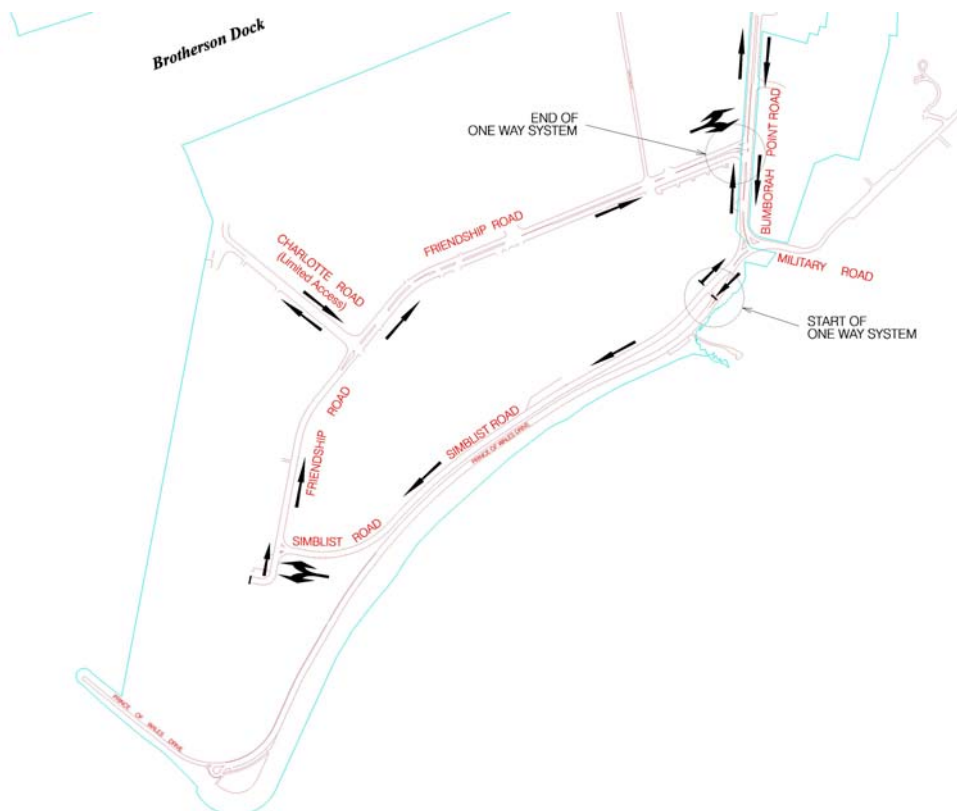 Brotherson Dock
END OF
ONE WAY SYSTEM
BUMBORAH POINT ROAD
FRIENDSHIP ROAD
CHARLOTTE ROAD
(Limited Access)
MILITARY ROAD
START OF
ONE WAY SYSTEM
FRIENDSHIP ROAD
SIMBLIST ROAD
PRINCE OF WALES DRIVE
SIMBLIST ROAD
PRINCE OF WALES DRIVE